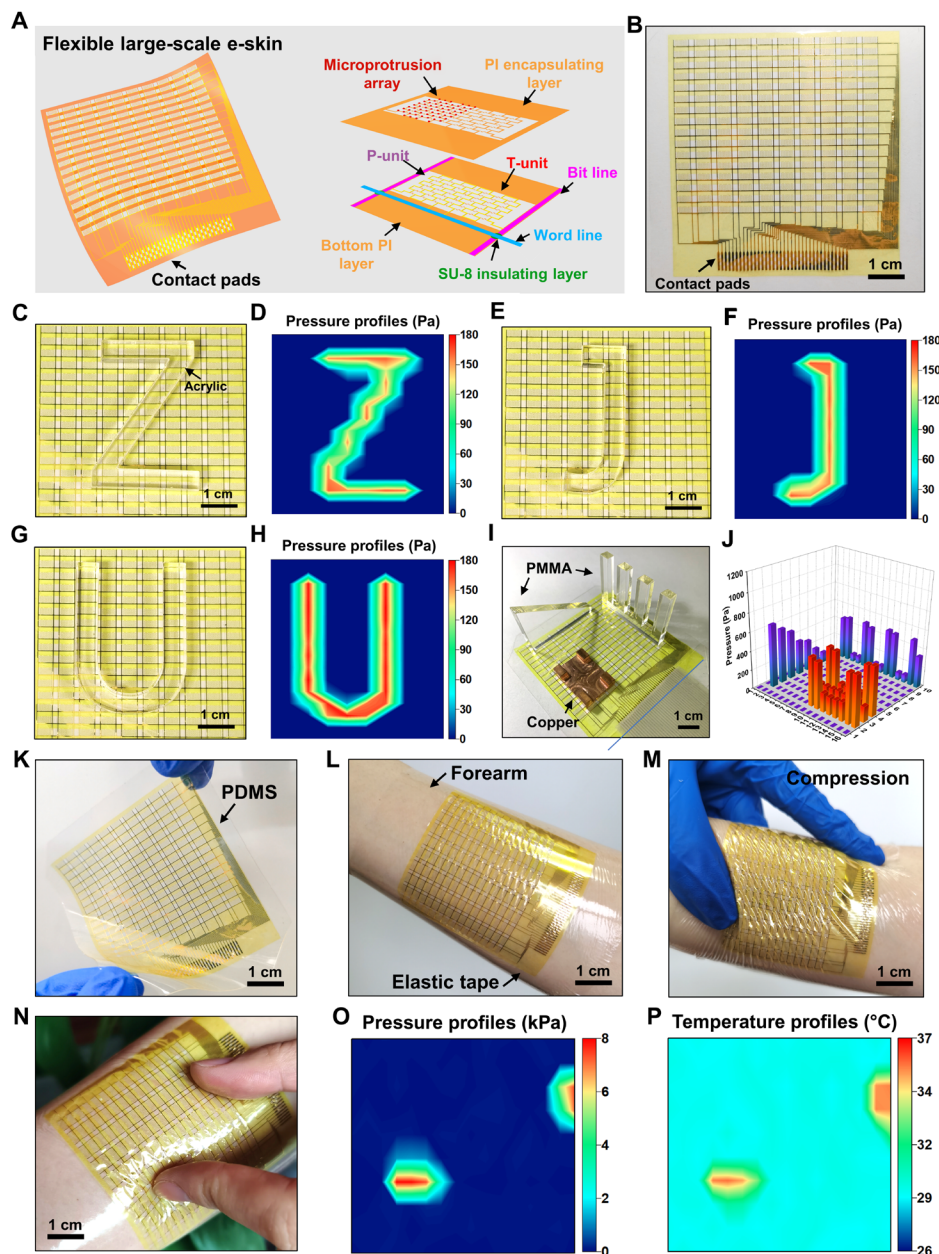 A
Flexible large-scale e-skin
Microprotrusion
array
PI encapsulating
layer
P-unit
T-unit
Bit line
Bottom PI
layer
Word line
SU-8 insulating layer
Contact pads
B
Contact pads
1 cm
C
Acrylic
1 cm
D
Pressure profiles (Pa)
180
150
120
90
60
30
0
E
1 cm
F
Pressure profiles (Pa)
180
150
120
90
60
30
0
G
1 cm
H
Pressure profiles (Pa)
180
150
120
90
60
30
0
I
PMMA
Copper
1 cm
J
Pressure (Pa)
1200
1000
800
600
400
200
0
K
PDMS
1 cm
L
Forearm
Elastic tape
1 cm
M
Compression
1 cm
N
1 cm
O
Pressure profiles (kPa)
8
6
4
2
0
P
Temperature profiles (°C)
37
34
32
29
26